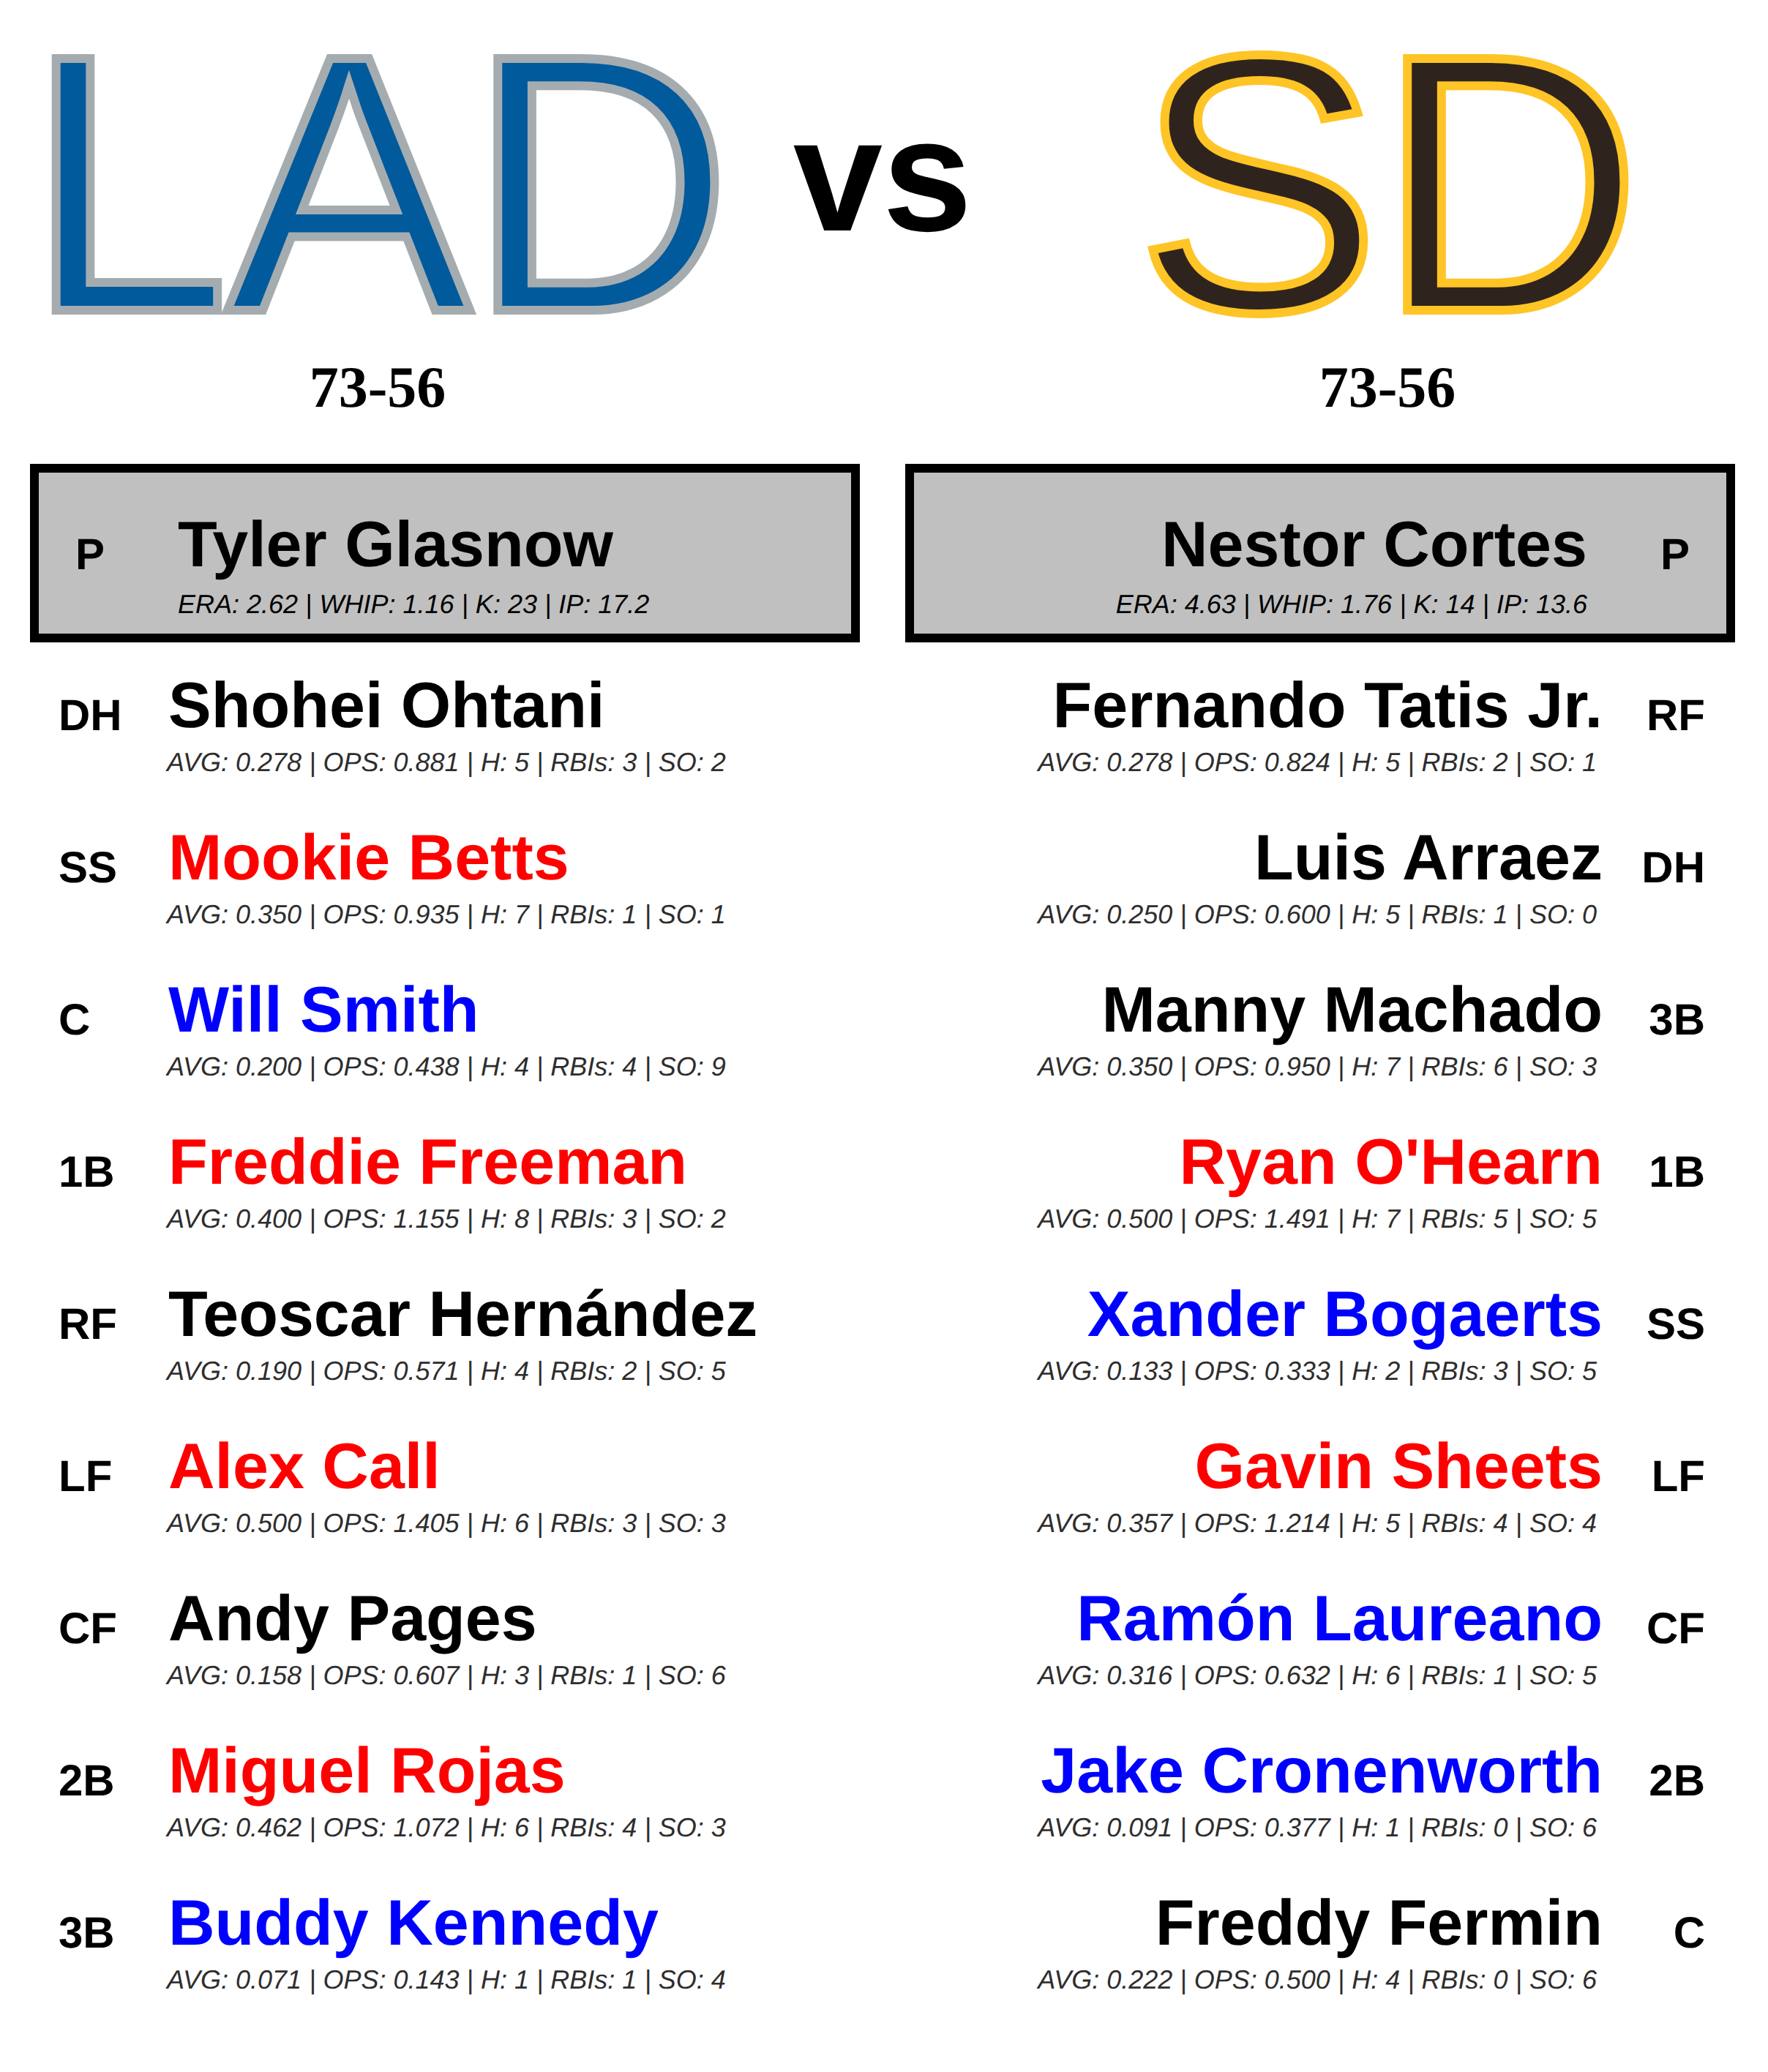 LAD vs SD
73-56 73-56
P Tyler Glasnow
ERA: 2.62 | WHIP: 1.16 | K: 23 | IP: 17.2
Nestor Cortes P
ERA: 4.63 | WHIP: 1.76 | K: 14 | IP: 13.6
DH Shohei Ohtani
AVG: 0.278 | OPS: 0.881 | H: 5 | RBIs: 3 | SO: 2
Fernando Tatis Jr. RF
AVG: 0.278 | OPS: 0.824 | H: 5 | RBIs: 2 | SO: 1
SS Mookie Betts
AVG: 0.350 | OPS: 0.935 | H: 7 | RBIs: 1 | SO: 1
Luis Arraez DH
AVG: 0.250 | OPS: 0.600 | H: 5 | RBIs: 1 | SO: 0
C Will Smith
AVG: 0.200 | OPS: 0.438 | H: 4 | RBIs: 4 | SO: 9
Manny Machado 3B
AVG: 0.350 | OPS: 0.950 | H: 7 | RBIs: 6 | SO: 3
1B Freddie Freeman
AVG: 0.400 | OPS: 1.155 | H: 8 | RBIs: 3 | SO: 2
Ryan O'Hearn 1B
AVG: 0.500 | OPS: 1.491 | H: 7 | RBIs: 5 | SO: 5
RF Teoscar Hernández
AVG: 0.190 | OPS: 0.571 | H: 4 | RBIs: 2 | SO: 5
Xander Bogaerts SS
AVG: 0.133 | OPS: 0.333 | H: 2 | RBIs: 3 | SO: 5
LF Alex Call
AVG: 0.500 | OPS: 1.405 | H: 6 | RBIs: 3 | SO: 3
Gavin Sheets LF
AVG: 0.357 | OPS: 1.214 | H: 5 | RBIs: 4 | SO: 4
CF Andy Pages
AVG: 0.158 | OPS: 0.607 | H: 3 | RBIs: 1 | SO: 6
Ramón Laureano CF
AVG: 0.316 | OPS: 0.632 | H: 6 | RBIs: 1 | SO: 5
2B Miguel Rojas
AVG: 0.462 | OPS: 1.072 | H: 6 | RBIs: 4 | SO: 3
Jake Cronenworth 2B
AVG: 0.091 | OPS: 0.377 | H: 1 | RBIs: 0 | SO: 6
3B Buddy Kennedy
AVG: 0.071 | OPS: 0.143 | H: 1 | RBIs: 1 | SO: 4
Freddy Fermin C
AVG: 0.222 | OPS: 0.500 | H: 4 | RBIs: 0 | SO: 6